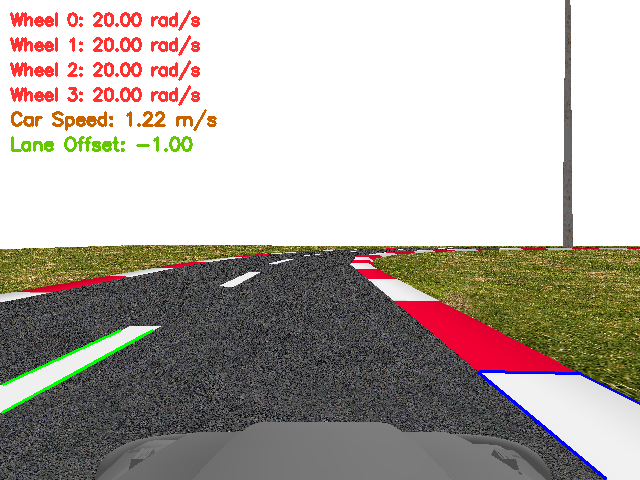 Wheel 0: 20.00 rad/s
Wheel 1: 20.00 rad/s
Wheel 2: 20.00 rad/s
Wheel 3: 20.00 rad/s
Car Speed: 1.22 m/s
Lane Offset: -1.00